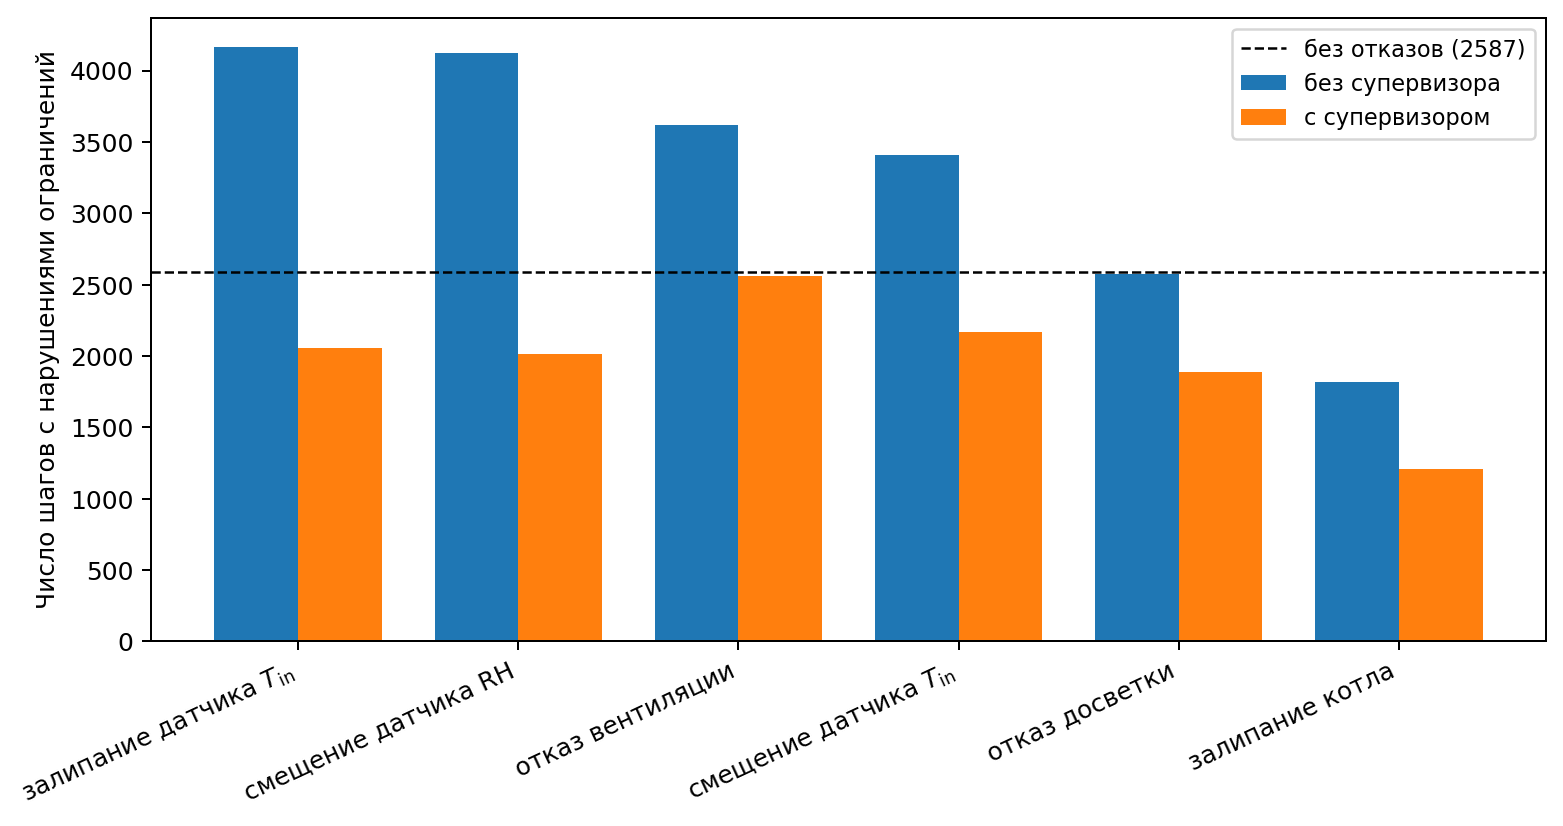 без отказов (2587)
без супервизора
с супервизором
Число шагов с нарушениями ограничений
4000
3500
3000
2500
2000
1500
1000
500
0
залипание датчика T_in
смещение датчика RH
отказ вентиляции
смещение датчика T_in
отказ досветки
залипание котла